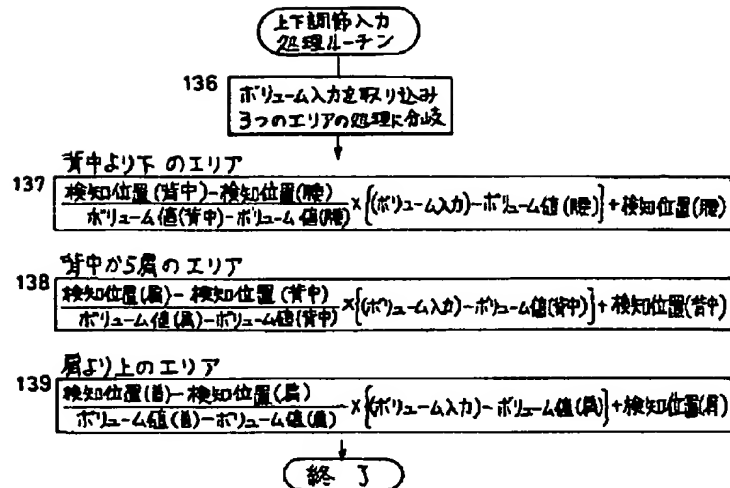 上下調節入力
処理ルーチン
136
ボリューム入力を取り込み
3つのエリアの処理に分岐
背中より下のエリア
137
検知位置(背中)-検知位置(腰)
ボリューム値(背中)-ボリューム値(腰)
×{(ボリューム入力)-ボリューム値(腰)}+検知位置(腰)
背中から肩のエリア
138
検知位置(肩)-検知位置(背中)
ボリューム値(肩)-ボリューム値(背中)
×{(ボリューム入力)-ボリューム値(背中)}+検知位置(背中)
肩より上のエリア
139
検知位置(首)-検知位置(肩)
ボリューム値(首)-ボリューム値(肩)
×{(ボリューム入力)-ボリューム値(肩)}+検知位置(肩)
終了